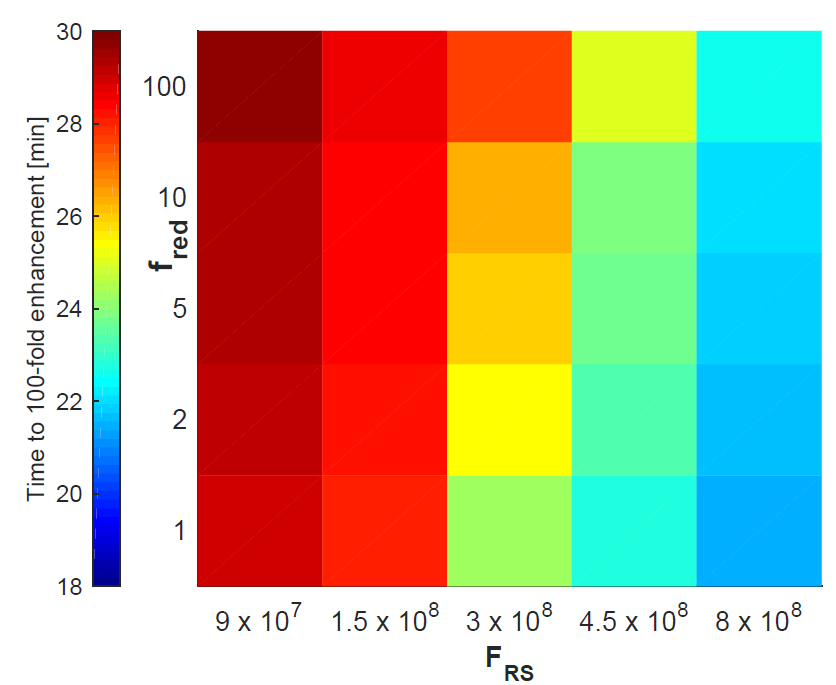 30
28
26
24
22
20
18
Time to 100-fold enhancement [min]
100
10
5
2
1
f_red
9 x 10^7
1.5 x 10^8
3 x 10^8
4.5 x 10^8
8 x 10^8
F_RS